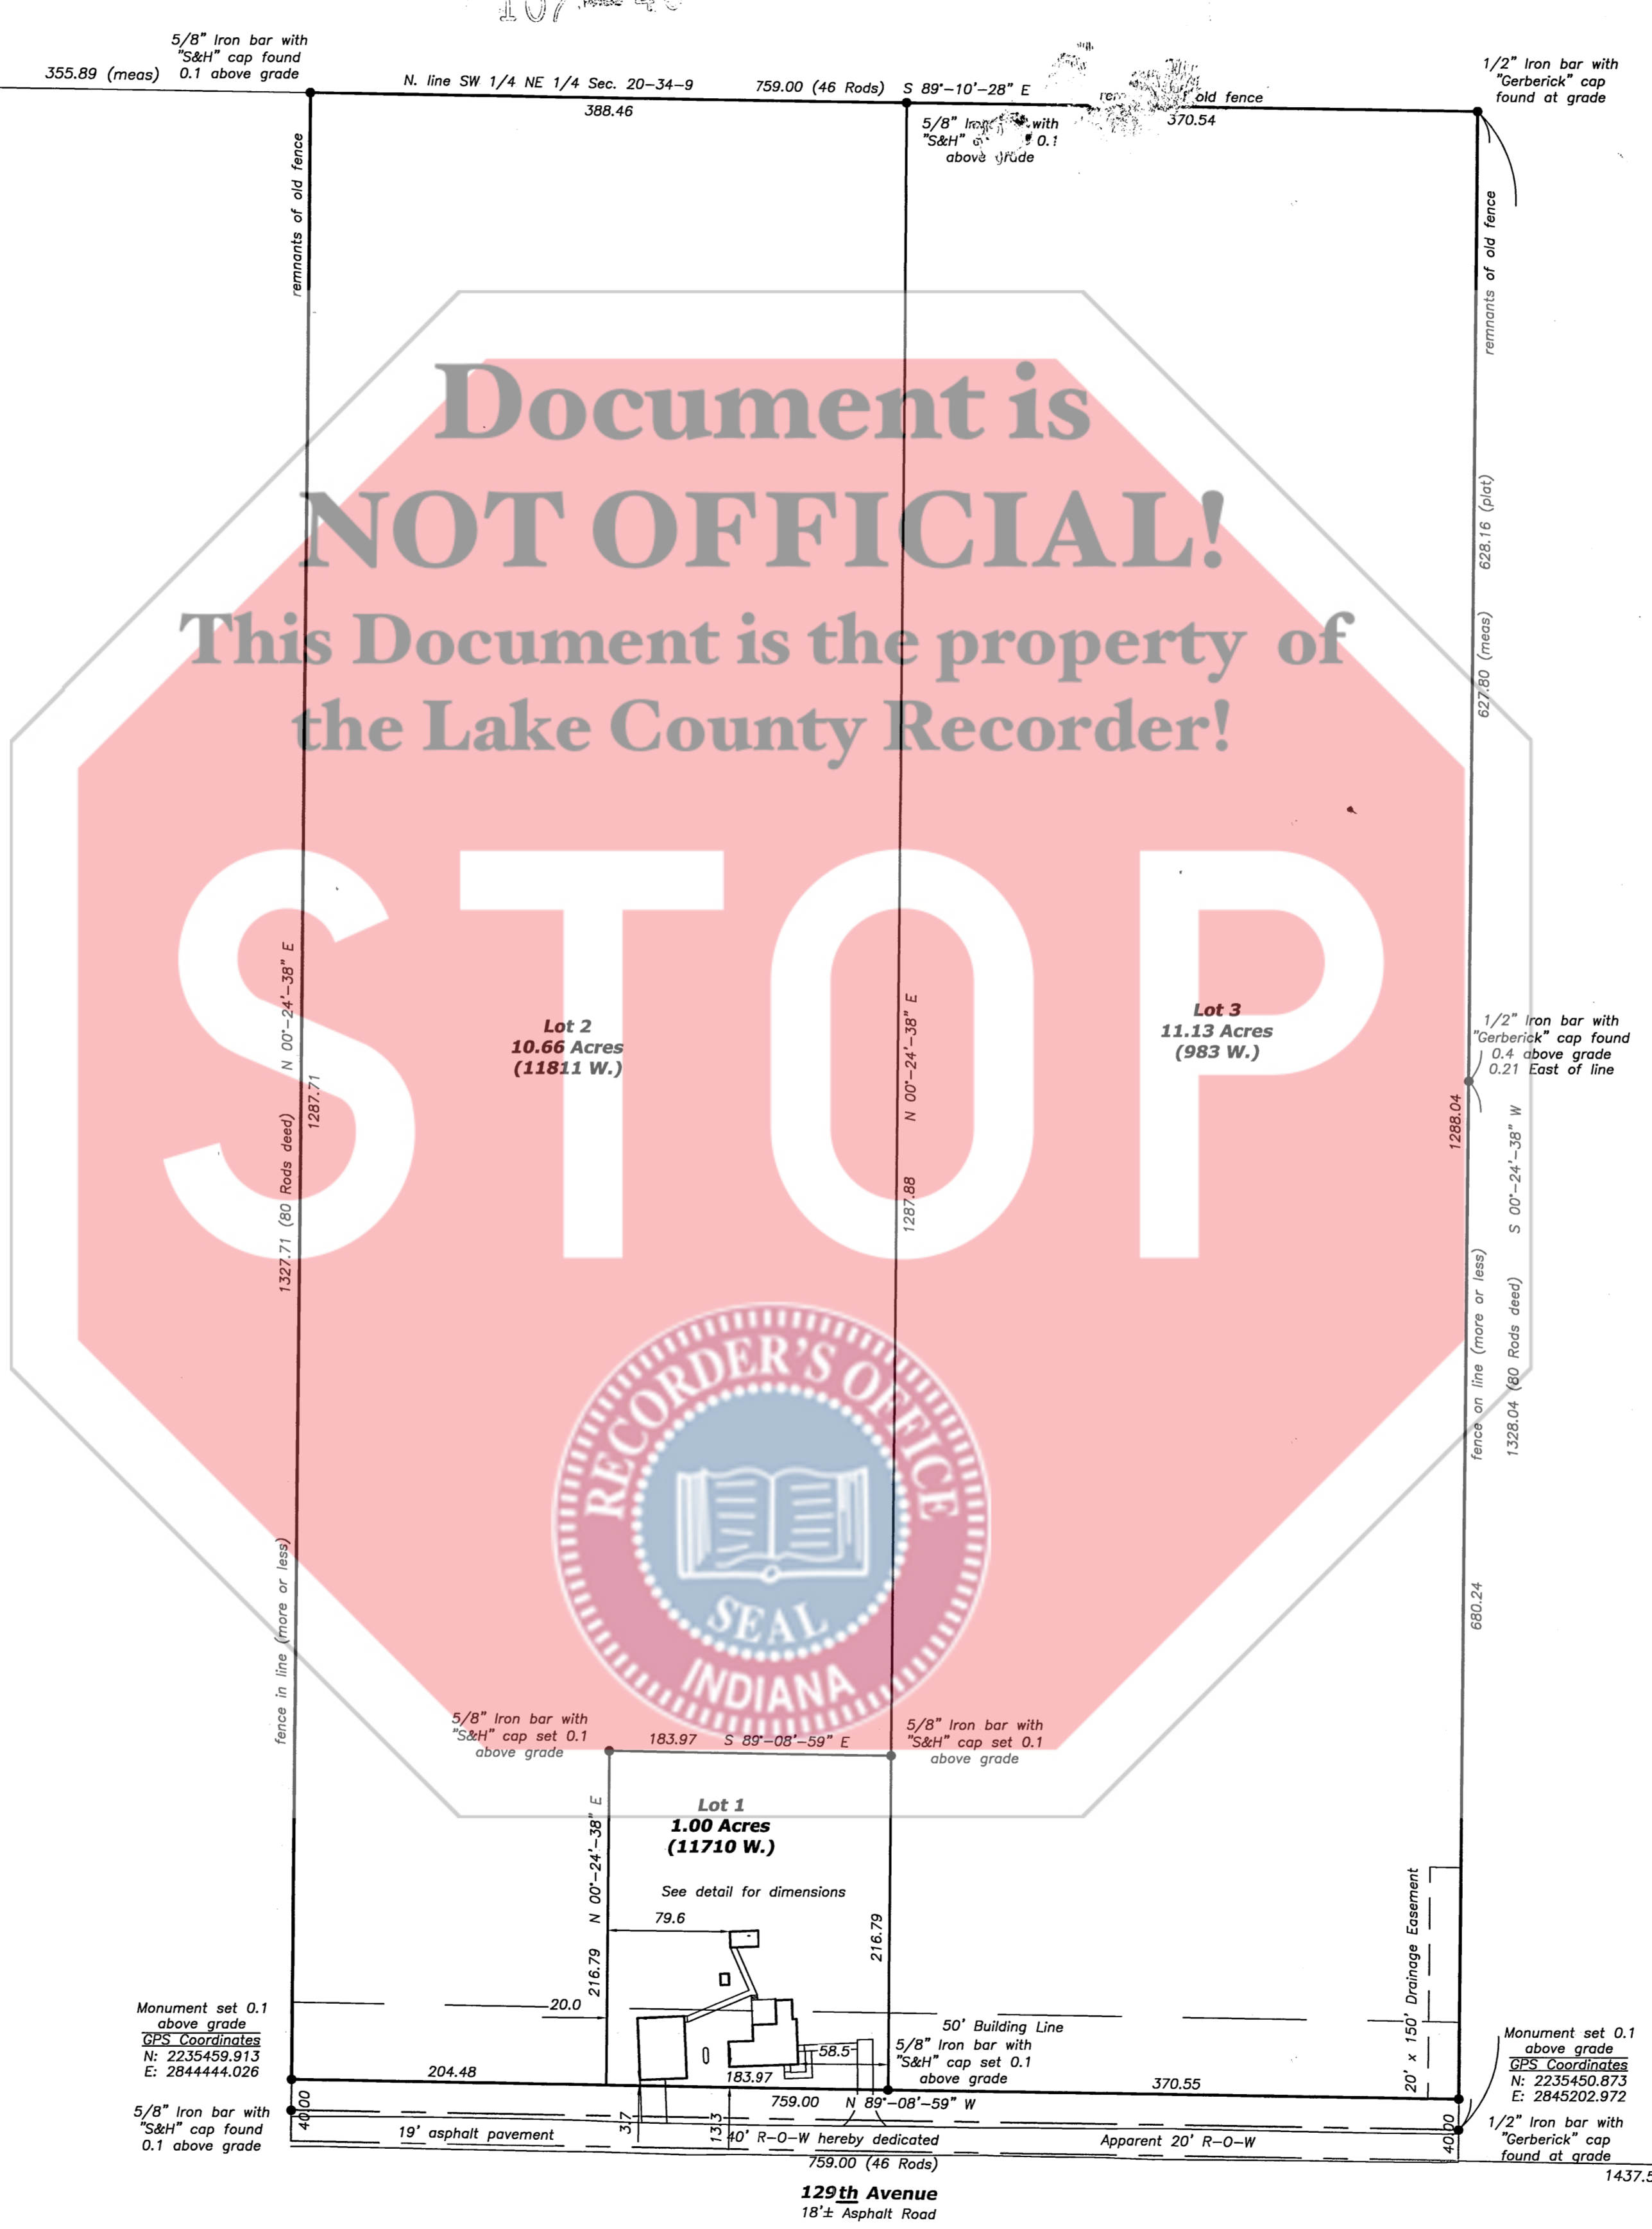 5/8" Iron bar with
"S&H" cap found
0.1 above grade
355.89 (meas)
N. line SW 1/4 NE 1/4 Sec. 20-34-9
759.00 (46 Rods) S 89°-10'-28" E
old fence
388.46
370.54
1/2" Iron bar with
"Gerberick" cap
found at grade
5/8" with
"S&H" 0.1
above grade
remnants of old fence
remnants of old fence
Document is
NOT OFFICIAL!
This Document is the property of
the Lake County Recorder!
STOP
628.16 (plat)
627.80 (meas)
N 00°-24'-38" E
1287.71
1327.71 (80 Rods deed)
Lot 2
10.66 Acres
(11811 W.)
N 00°-24'-38" E
1287.88
Lot 3
11.13 Acres
(983 W.)
1/2" Iron bar with
"Gerberick" cap found
0.4 above grade
0.21 East of line
1288.04
S 00°-24'-38" W
1328.04 (80 Rods deed)
fence on line (more or less)
680.24
RECORDER'S OFFICE
SEAL
INDIANA
fence in line (more or less)
5/8" Iron bar with
"S&H" cap set 0.1
above grade
183.97 S 89°-08'-59" E
5/8" Iron bar with
"S&H" cap set 0.1
above grade
Lot 1
1.00 Acres
(11710 W.)
See detail for dimensions
N 00°-24'-38" E
216.79
79.6
216.79
20.0
50' Building Line
58.5
5/8" Iron bar with
"S&H" cap set 0.1
above grade
20' x 150' Drainage Easement
Monument set 0.1
above grade
GPS Coordinates
N: 2235459.913
E: 2844444.026
Monument set 0.1
above grade
GPS Coordinates
N: 2235450.873
E: 2845202.972
204.48
183.97
370.55
759.00 N 89°-08'-59" W
5/8" Iron bar with
"S&H" cap found
0.1 above grade
40.00
19' asphalt pavement
40' R-O-W hereby dedicated
Apparent 20' R-O-W
40.00
1/2" Iron bar with
"Gerberick" cap
found at grade
759.00 (46 Rods)
129th Avenue
18'± Asphalt Road